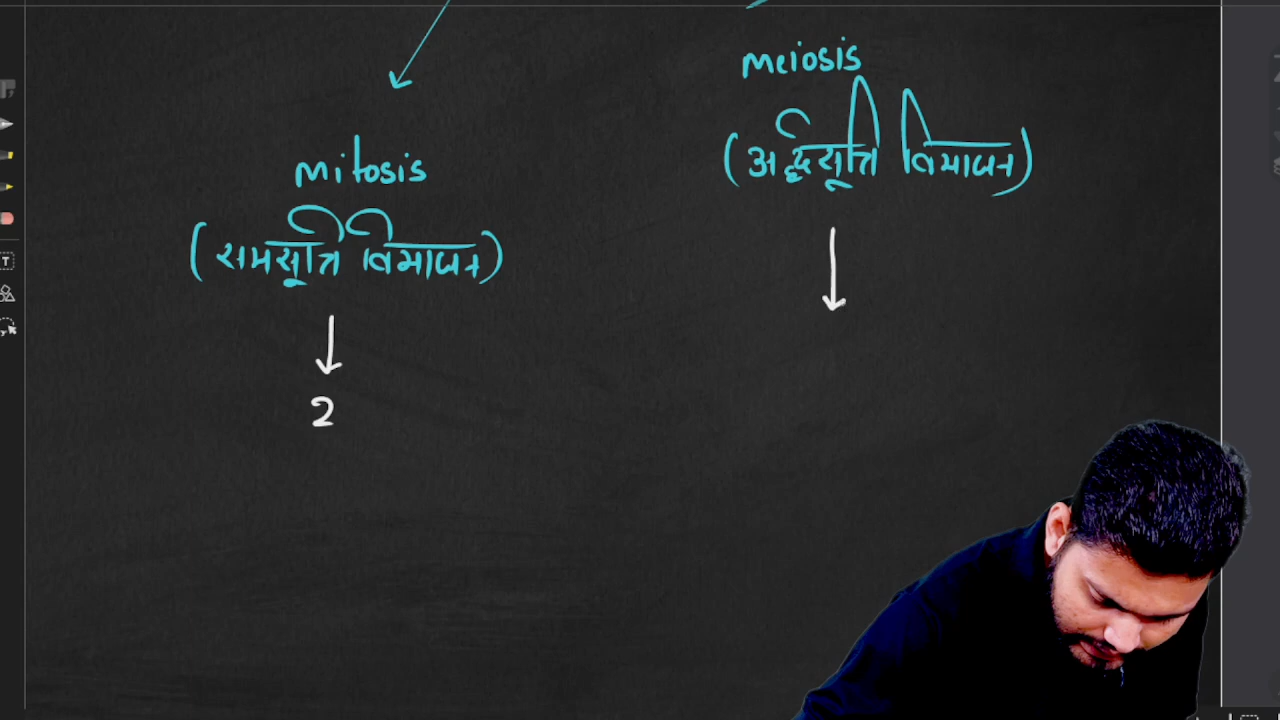 mitosis
(समसूत्रि विभाजन)
2
meiosis
(अर्द्धसूत्रि विभाजन)
T